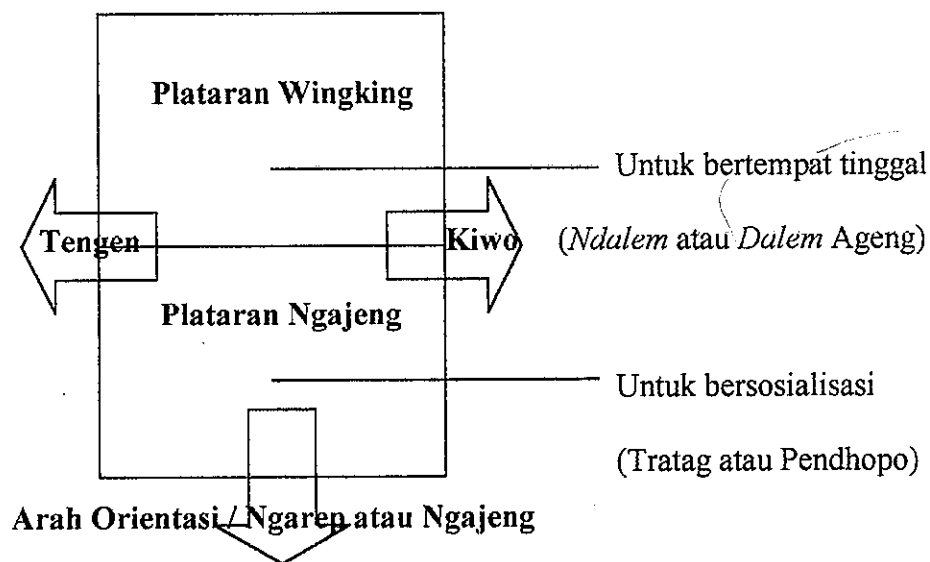 Plataran Wingking
Untuk bertempat tinggal
Tengen
Kiwo
(Ndalem atau Dalem Ageng)
Plataran Ngajeng
Untuk bersosialisasi
(Tratag atau Pendhopo)
Arah Orientasi / Ngarep atau Ngajeng